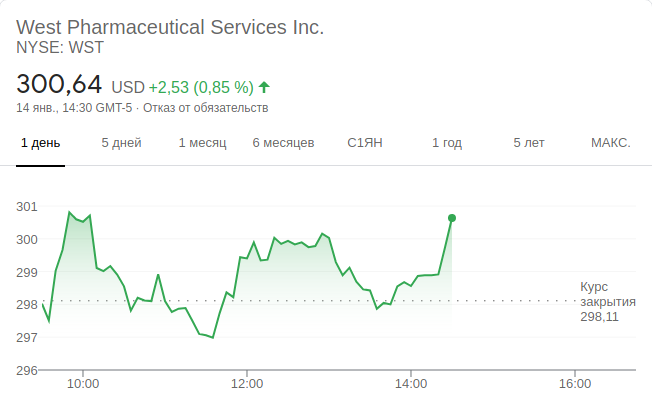 West Pharmaceutical Services Inc.
NYSE: WST
300,64 USD +2,53 (0,85 %)
14 янв., 14:30 GMT-5 · Отказ от обязательств
1 день 5 дней 1 месяц 6 месяцев С1ЯН 1 год 5 лет МАКС.
301
300
299
298
297
296
Курс
закрытия
298,11
10:00 12:00 14:00 16:00